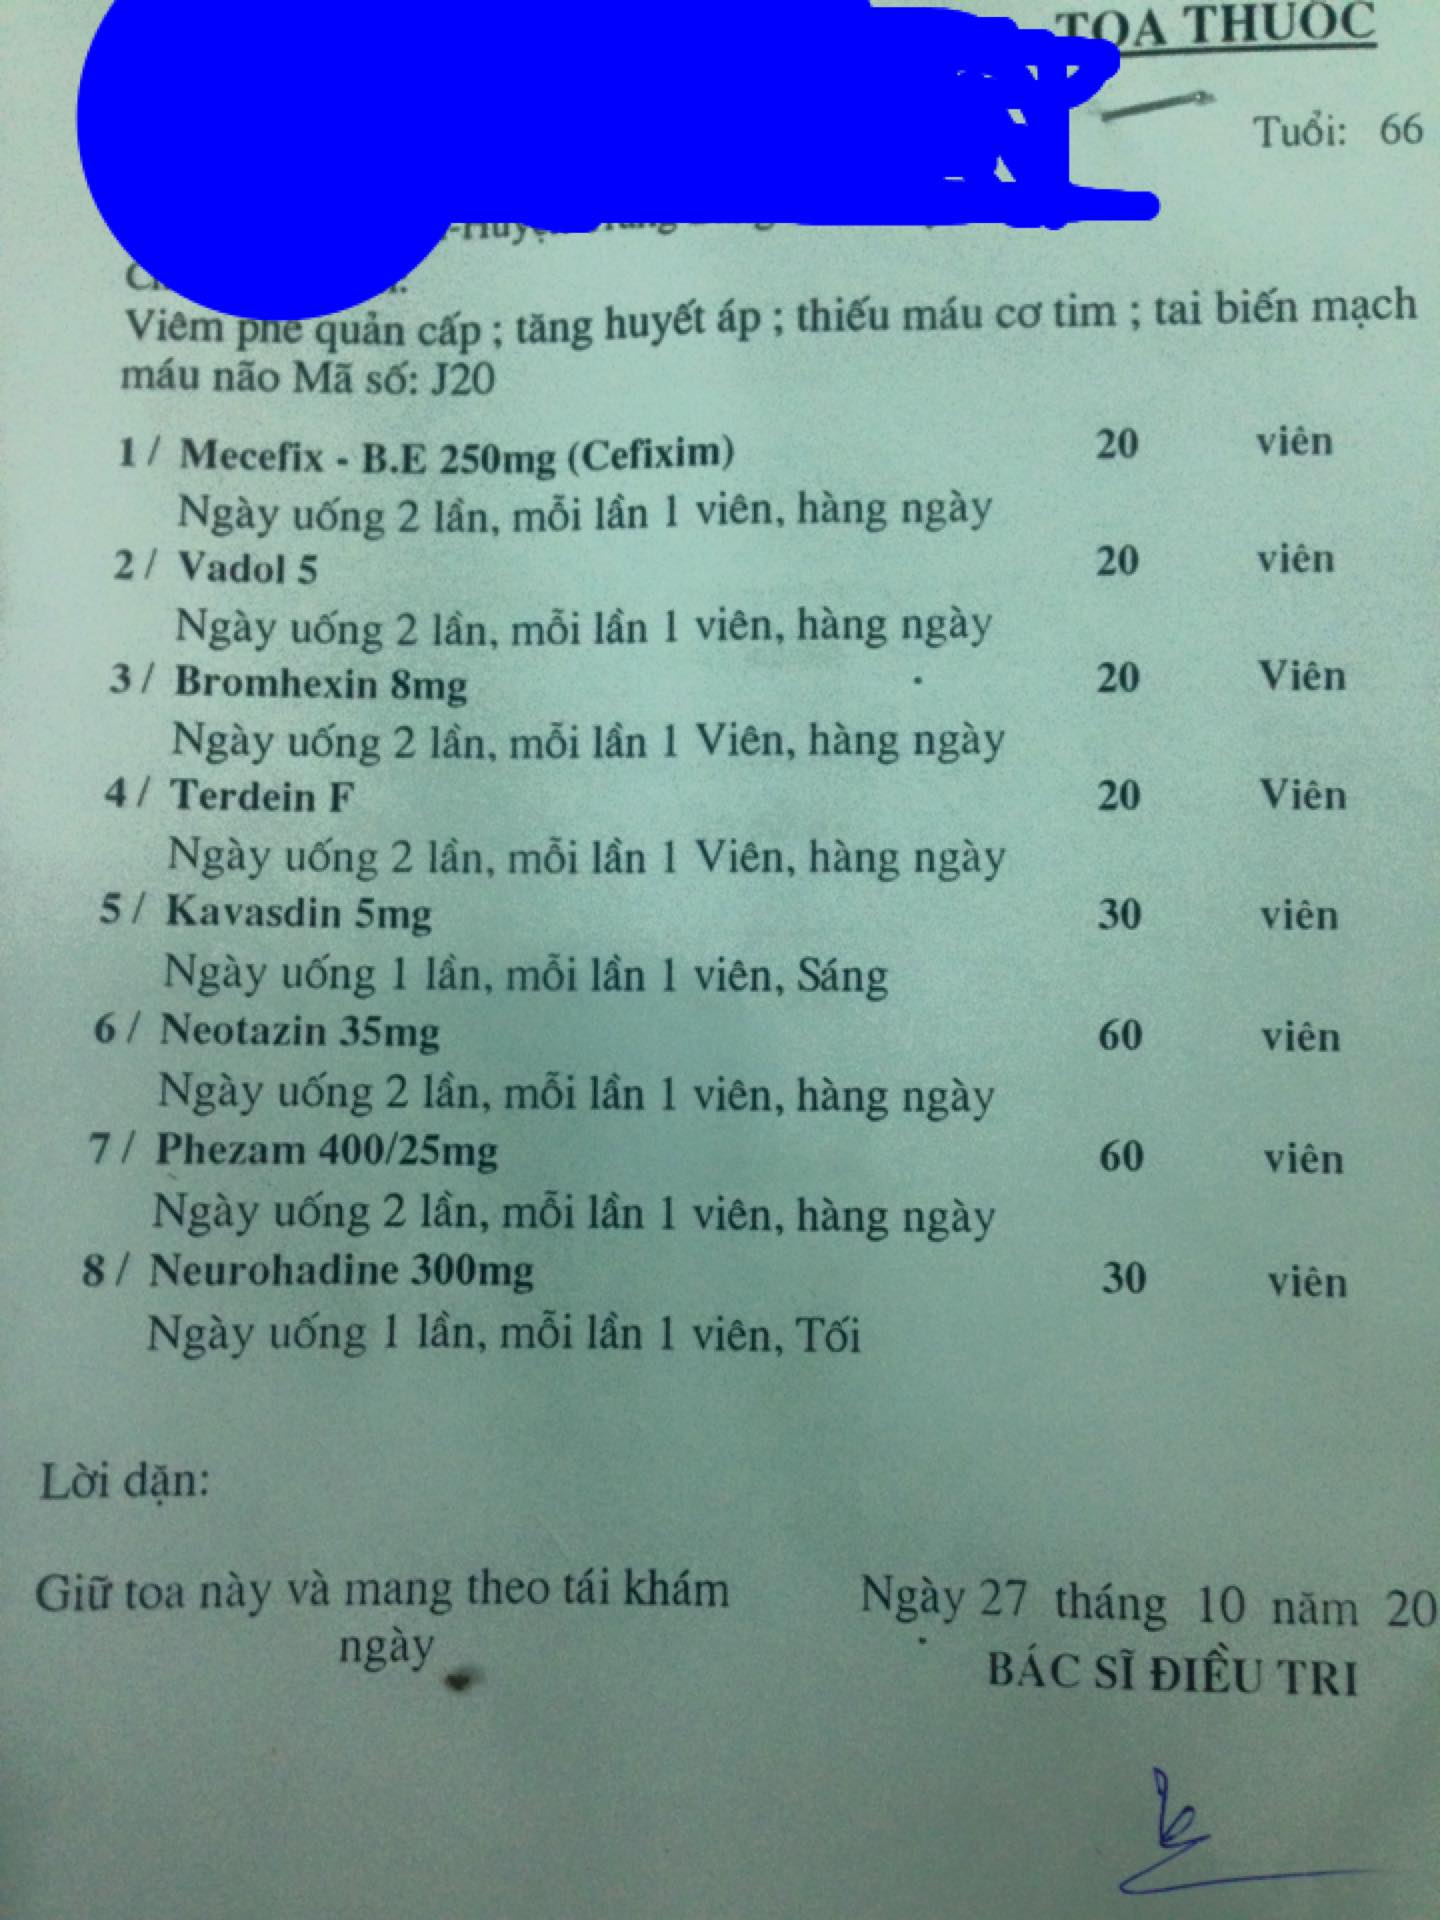 TOA THUỐC
Tuổi: 66
Viêm phế quản cấp ; tăng huyết áp ; thiếu máu cơ tim ; tai biến mạch
máu não Mã số: J20
1 / Mecefix - B.E 250mg (Cefixim) 20 viên
Ngày uống 2 lần, mỗi lần 1 viên, hàng ngày
2 / Vadol 5 20 viên
Ngày uống 2 lần, mỗi lần 1 viên, hàng ngày
3 / Bromhexin 8mg 20 Viên
Ngày uống 2 lần, mỗi lần 1 Viên, hàng ngày
4 / Terdein F 20 Viên
Ngày uống 2 lần, mỗi lần 1 Viên, hàng ngày
5 / Kavasdin 5mg 30 viên
Ngày uống 1 lần, mỗi lần 1 viên, Sáng
6 / Neotazin 35mg 60 viên
Ngày uống 2 lần, mỗi lần 1 viên, hàng ngày
7 / Phezam 400/25mg 60 viên
Ngày uống 2 lần, mỗi lần 1 viên, hàng ngày
8 / Neurohadine 300mg 30 viên
Ngày uống 1 lần, mỗi lần 1 viên, Tối
Lời dặn:
Giữ toa này và mang theo tái khám
ngày
Ngày 27 tháng 10 năm 20
BÁC SĨ ĐIỀU TRI